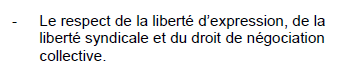 - Le respect de la liberté d’expression, de la
liberté syndicale et du droit de négociation
collective.